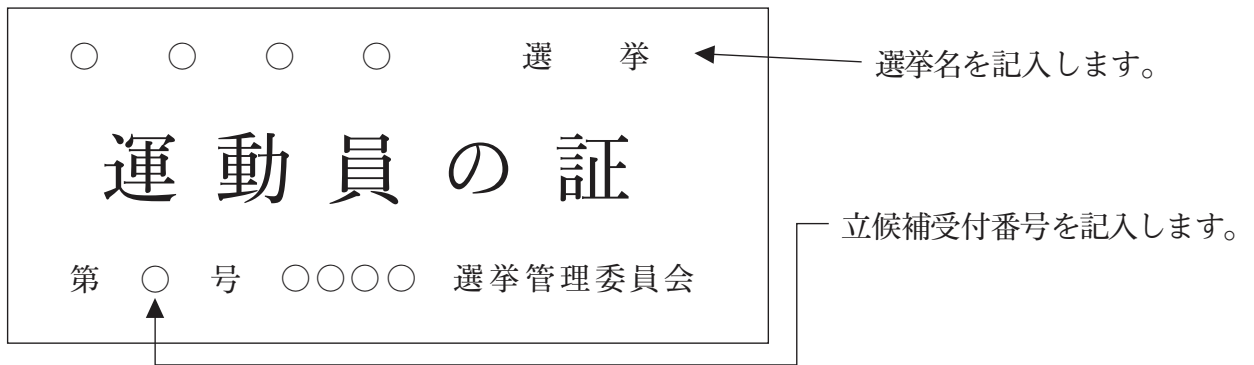 ○ ○ ○ ○ 選 挙
選挙名を記入します。
運動員の証
立候補受付番号を記入します。
第 ○ 号 ○○○○ 選挙管理委員会